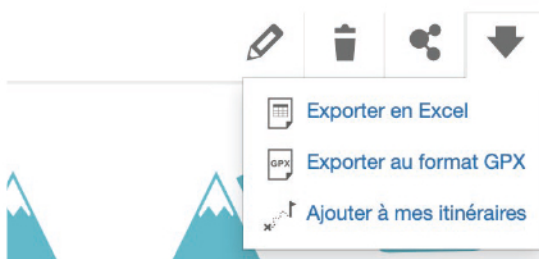 Exporter en Excel
GPX
Exporter au format GPX
Ajouter à mes itinéraires